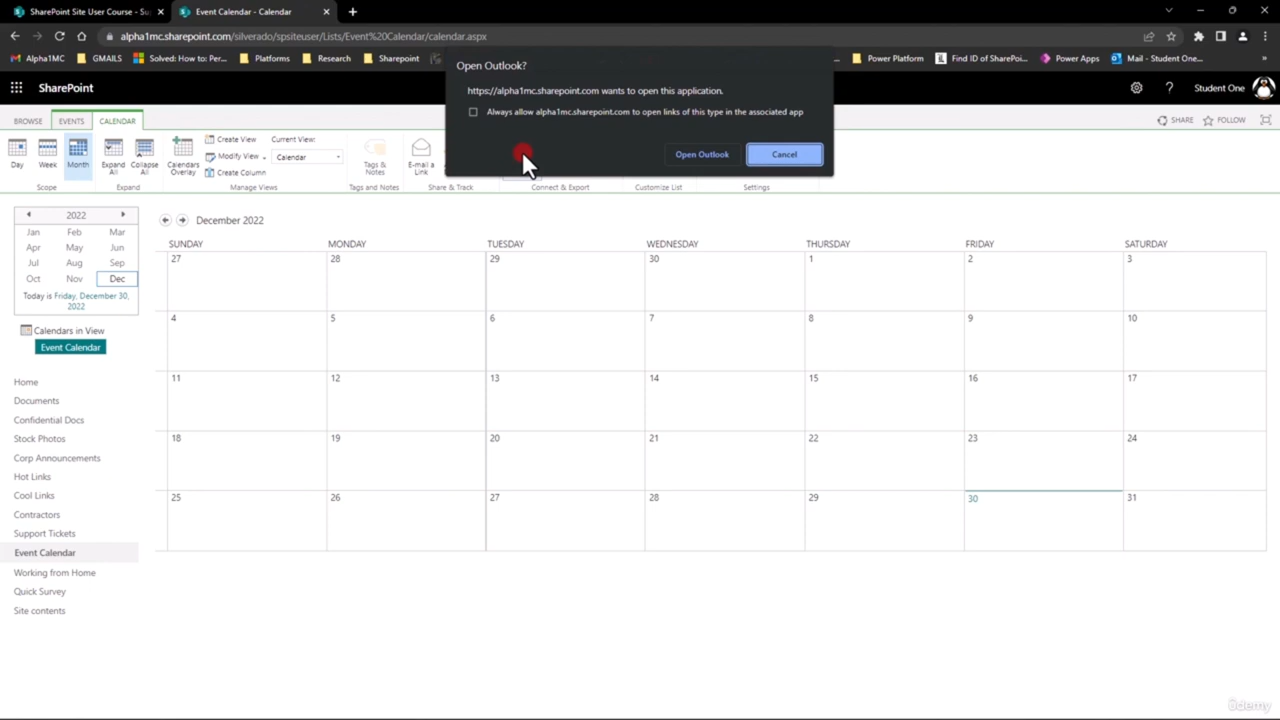 SharePoint Site User Course - Su
Event Calendar - Calendar
alpha1mc.sharepoint.com/silverado/spsiteuser/Lists/Event%20Calendar/calendar.aspx
Alpha1MC
GMAILS
Solved: How to: Per...
Platforms
Research
Sharepoint
Power Platform
Find ID of SharePoi...
Power Apps
Mail - Student One...
Open Outlook?
https://alpha1mc.sharepoint.com wants to open this application.
Always allow alpha1mc.sharepoint.com to open links of this type in the associated app
Open Outlook
Cancel
SharePoint
?
Student One
BROWSE
EVENTS
CALENDAR
SHARE
FOLLOW
Day
Week
Month
Expand All
Collapse All
Calendars Overlay
Create View
Modify View
Create Column
Current View:
Calendar
Tags & Notes
E-mail a Link
Scope
Expand
Manage Views
Tags and Notes
Share & Track
Connect & Export
Customize List
Settings
2022
Jan Feb Mar
Apr May Jun
Jul Aug Sep
Oct Nov Dec
Today is Friday, December 30,
2022
Calendars in View
Event Calendar
Home
Documents
Confidential Docs
Stock Photos
Corp Announcements
Hot Links
Cool Links
Contractors
Support Tickets
Event Calendar
Working from Home
Quick Survey
Site contents
December 2022
SUNDAY MONDAY TUESDAY WEDNESDAY THURSDAY FRIDAY SATURDAY
27 28 29 30 1 2 3
4 5 6 7 8 9 10
11 12 13 14 15 16 17
18 19 20 21 22 23 24
25 26 27 28 29 30 31
ûdemy